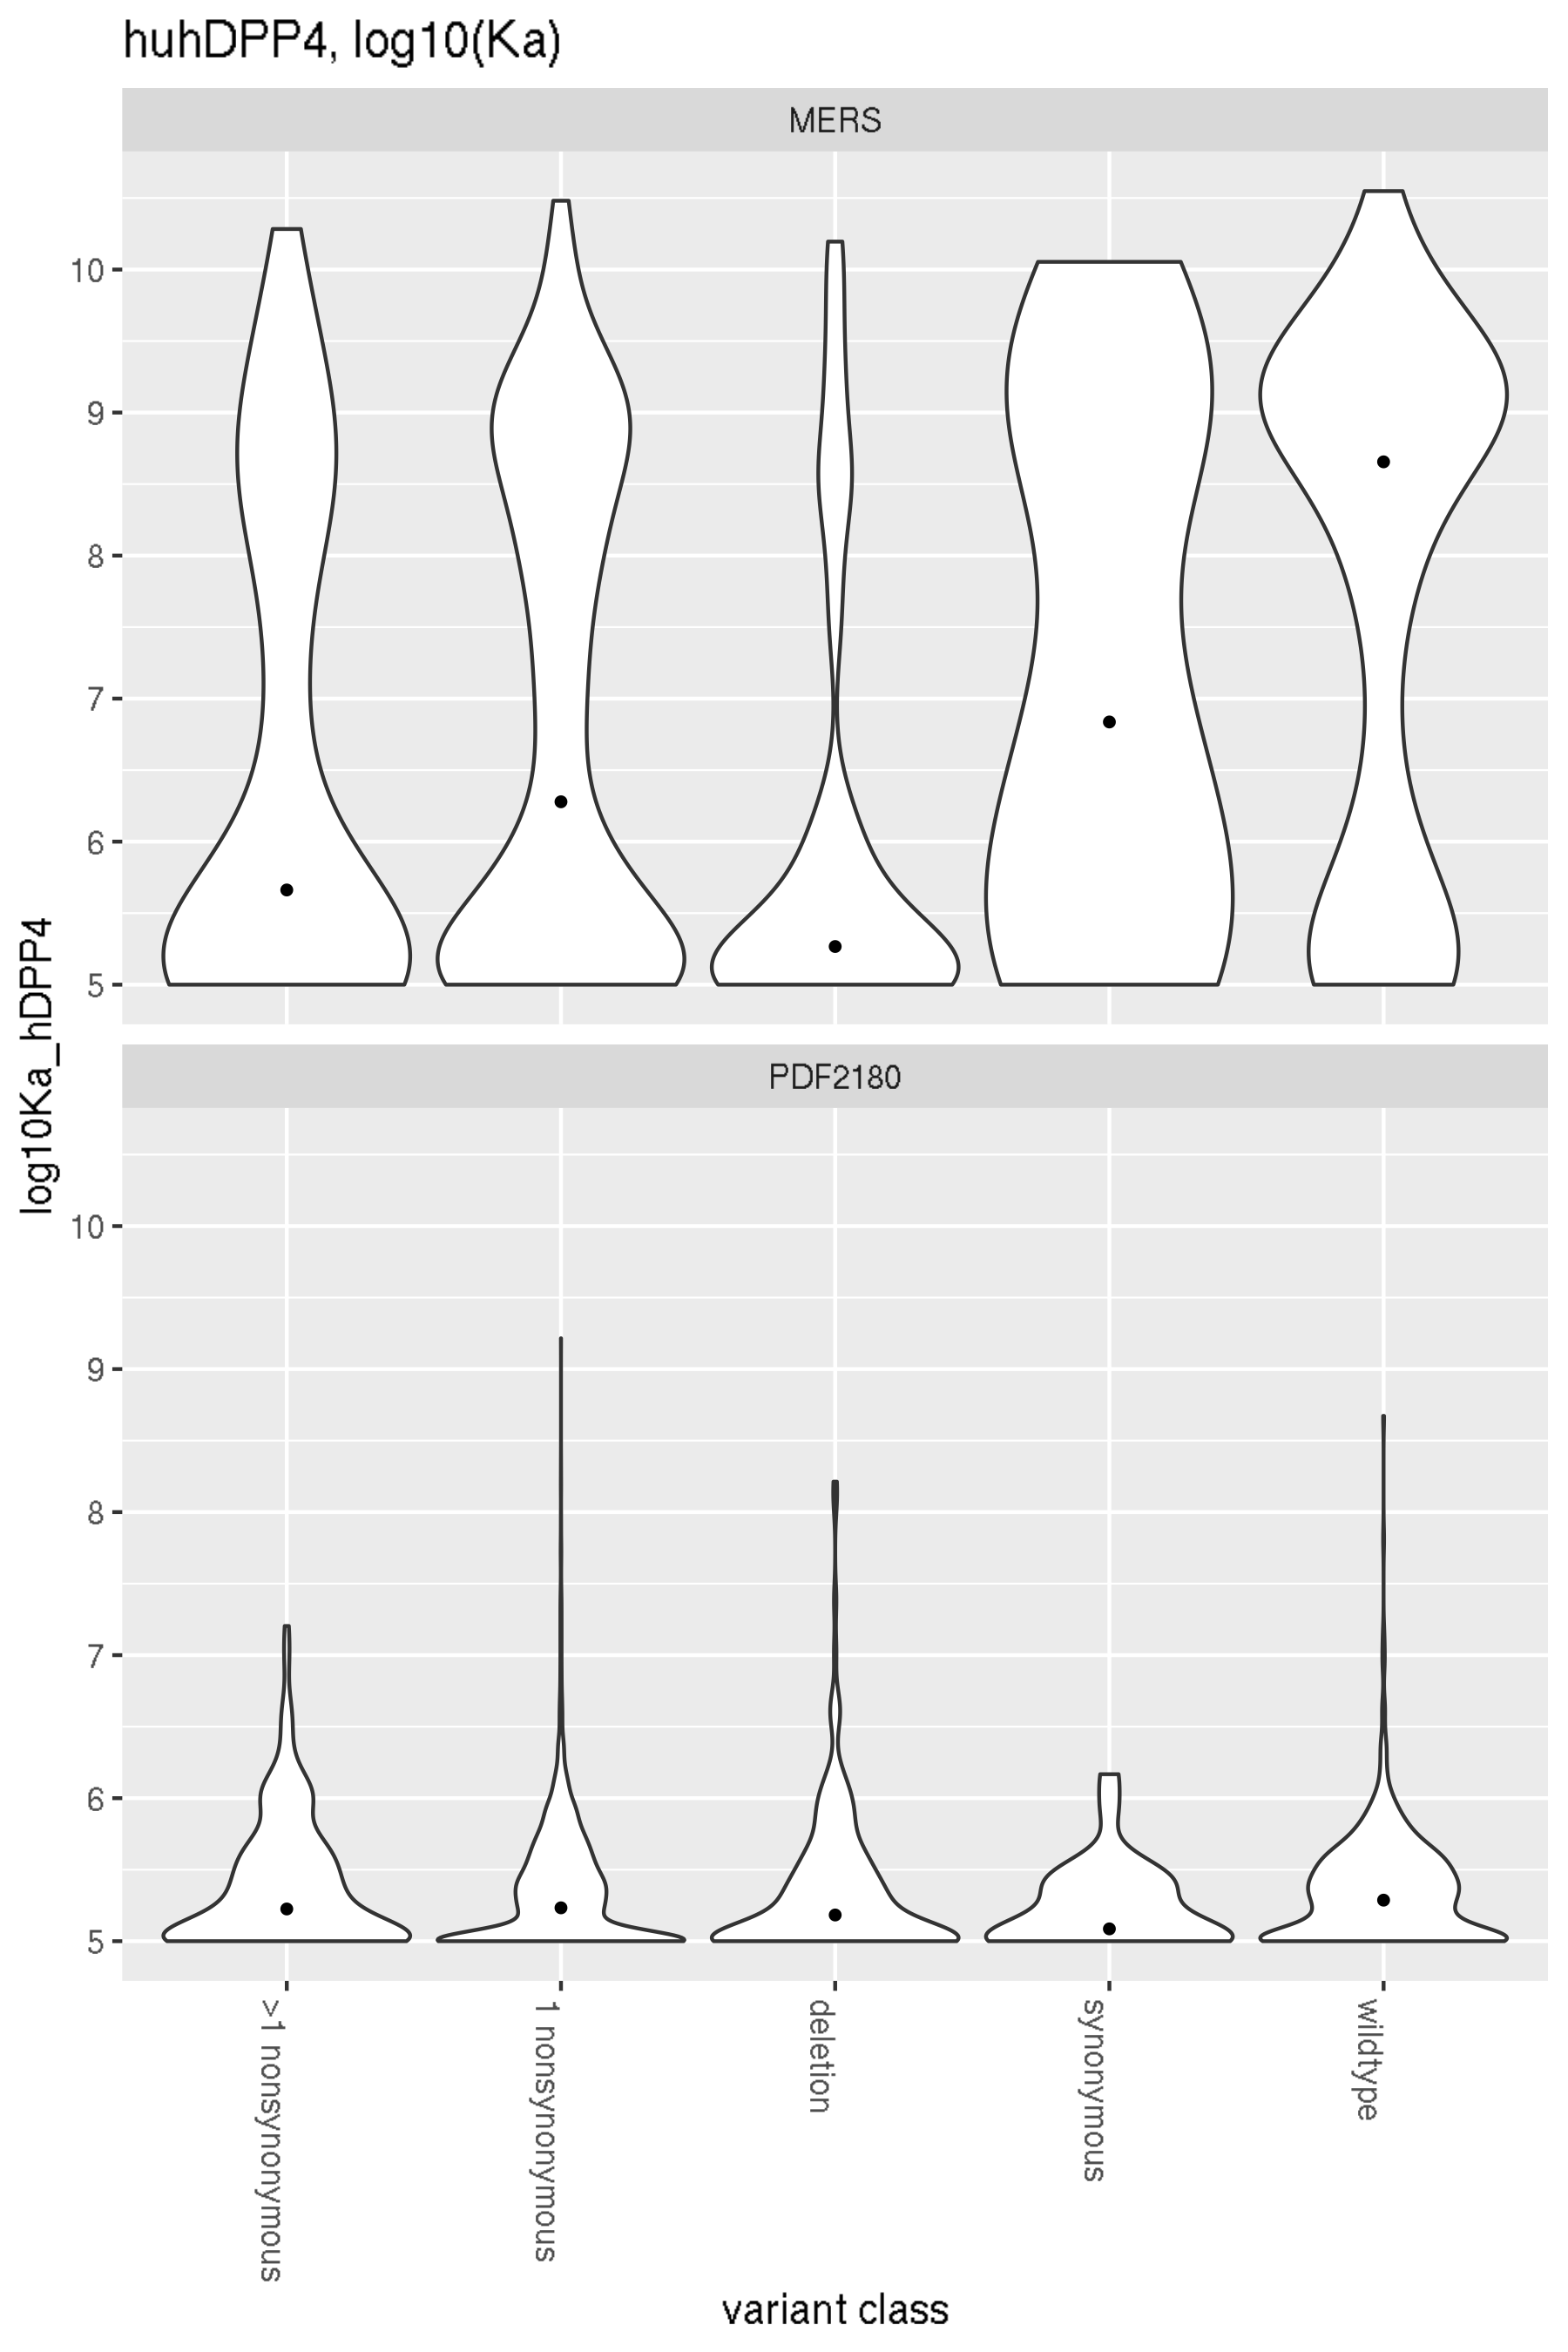 huhDPP4, log10(Ka)
MERS
10
9
8
7
6
5
log10Ka_hDPP4
PDF2180
10
9
8
7
6
5
>1 nonsynonymous
1 nonsynonymous
deletion
synonymous
wildtype
variant class